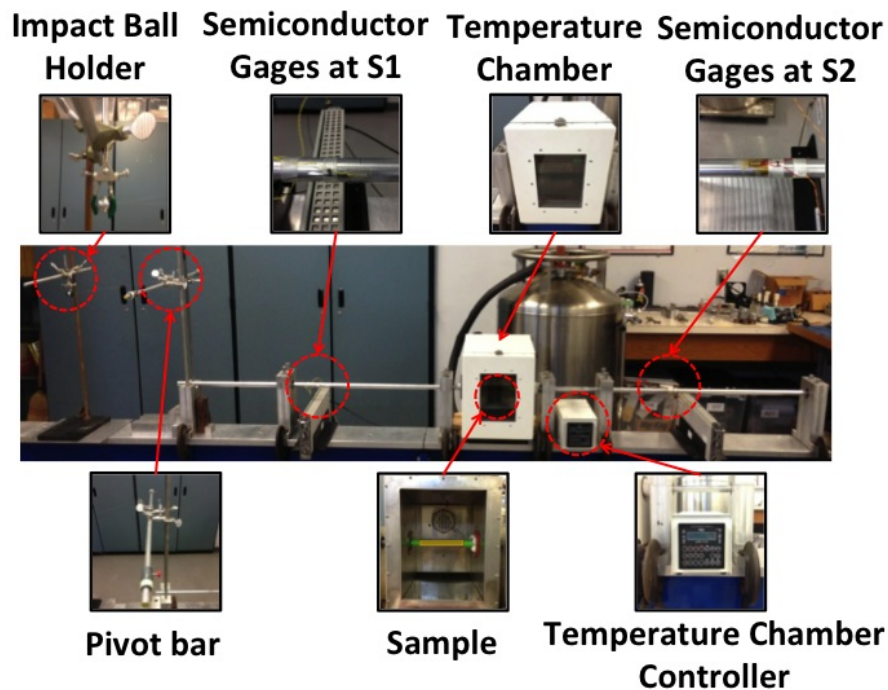 Impact Ball
Holder
Semiconductor
Gages at S1
Temperature
Chamber
Semiconductor
Gages at S2
Pivot bar
Sample
Temperature Chamber
Controller